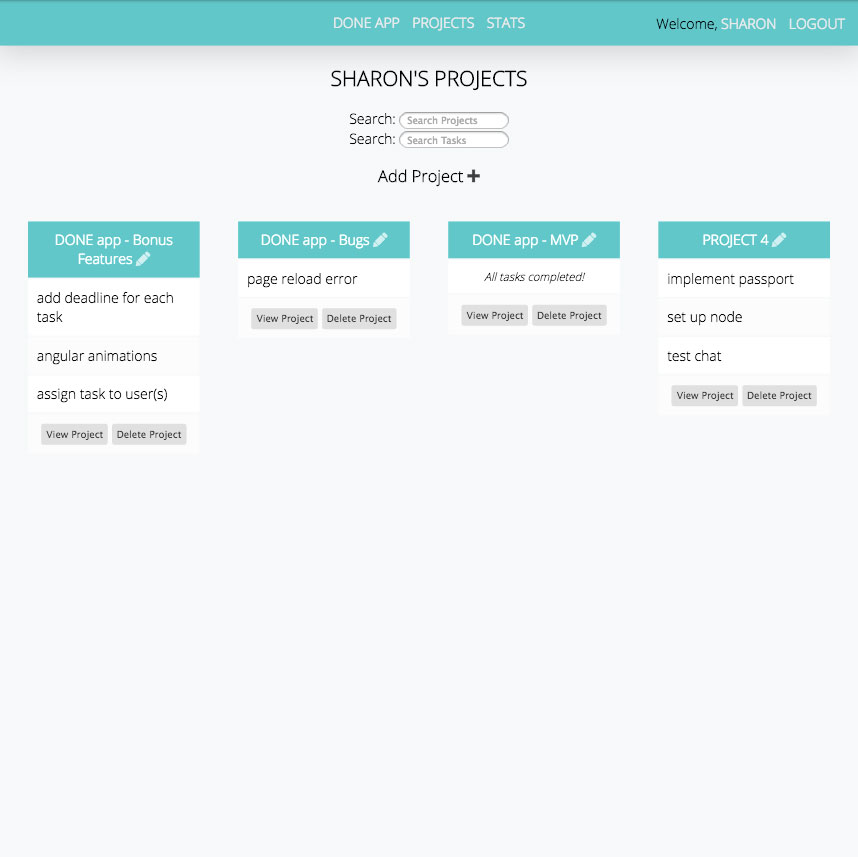 DONE APP PROJECTS STATS Welcome, SHARON LOGOUT
SHARON'S PROJECTS
Search: Search Projects
Search: Search Tasks
Add Project
DONE app - Bonus
Features
add deadline for each
task
angular animations
assign task to user(s)
View Project Delete Project
DONE app - Bugs
page reload error
View Project Delete Project
DONE app - MVP
All tasks completed!
View Project Delete Project
PROJECT 4
implement passport
set up node
test chat
View Project Delete Project